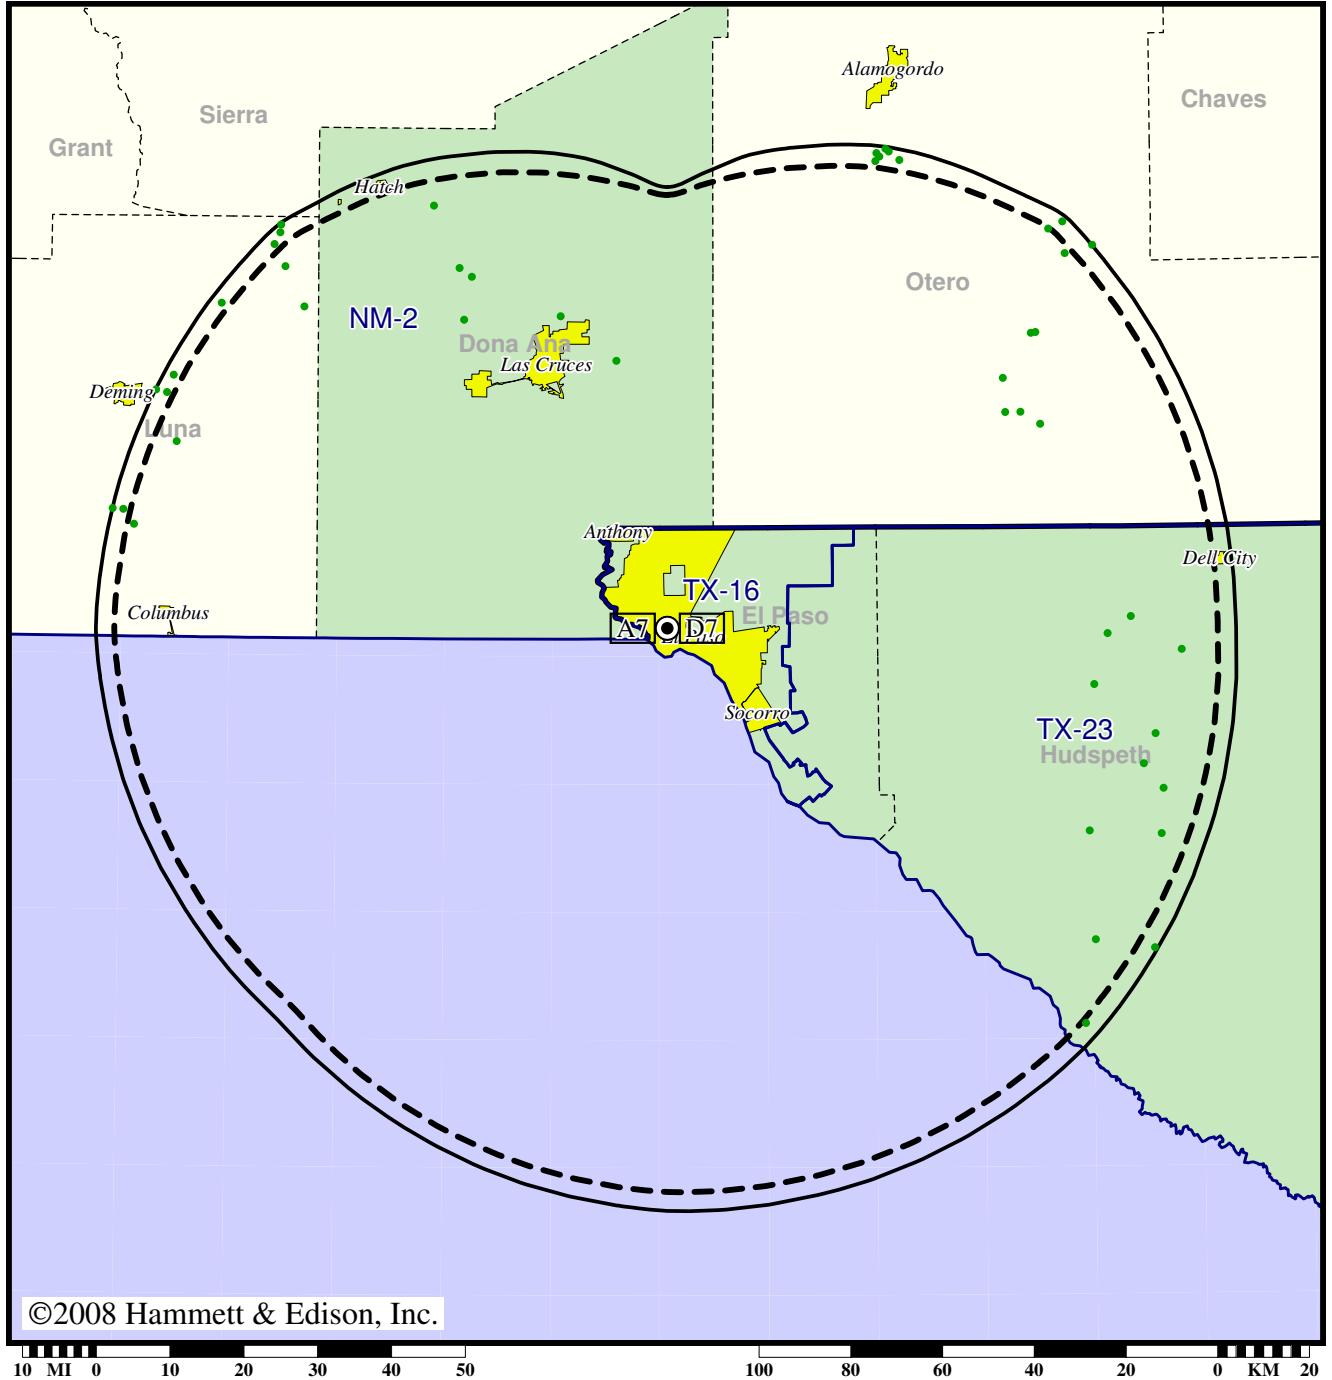 Alamogordo
Chaves
Sierra
Grant
Hatch
Otero
NM-2
Dona Ana
Las Cruces
Deming
Luna
Anthony
Dell City
TX-16
Columbus
El Paso
A7
D7
Socorro
TX-23
Hudspeth
©2008 Hammett & Edison, Inc.
10 MI 0 10 20 30 40 50 100 80 60 40 20 0 KM 20